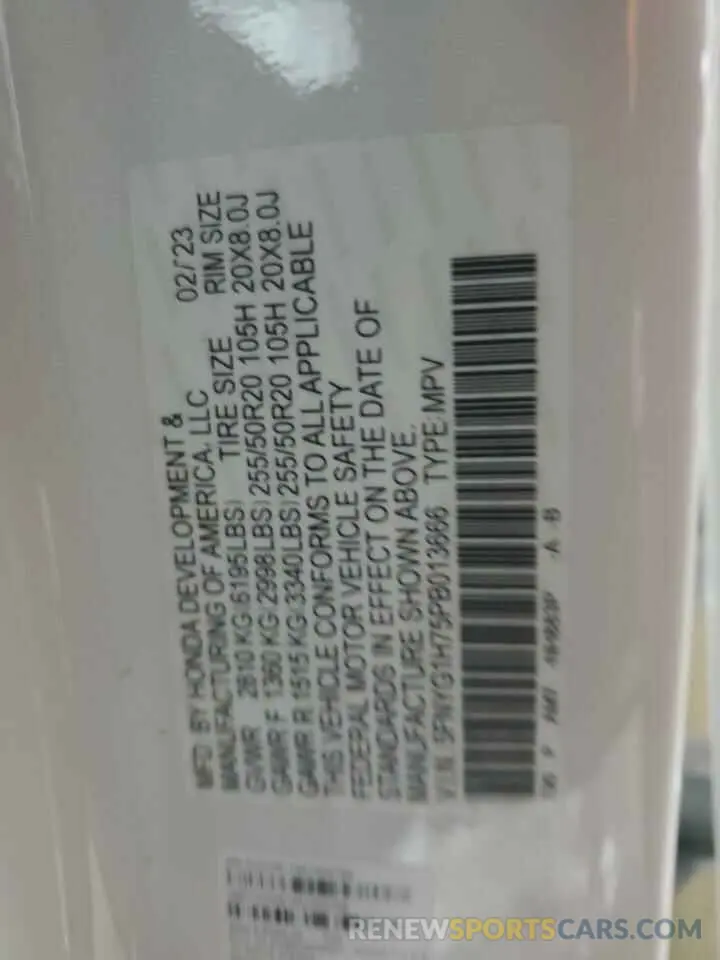 MFD BY HONDA DEVELOPMENT & 02/23
MANUFACTURING OF AMERICA, LLC RIM SIZE
GVWR 2810 KG(6195LBS) TIRE SIZE 20X8.0J
GAWR F 1360 KG(2998LBS) 255/50R20 105H 20X8.0J
GAWR R 1515 KG(3340LBS) 255/50R20 105H
THIS VEHICLE CONFORMS TO ALL APPLICABLE
FEDERAL MOTOR VEHICLE SAFETY
STANDARDS IN EFFECT ON THE DATE OF
MANUFACTURE SHOWN ABOVE.
V.I.N. 5FNYG1H75PB013666 TYPE:MPV
-A -B
RENEWSPORTSCARS.COM